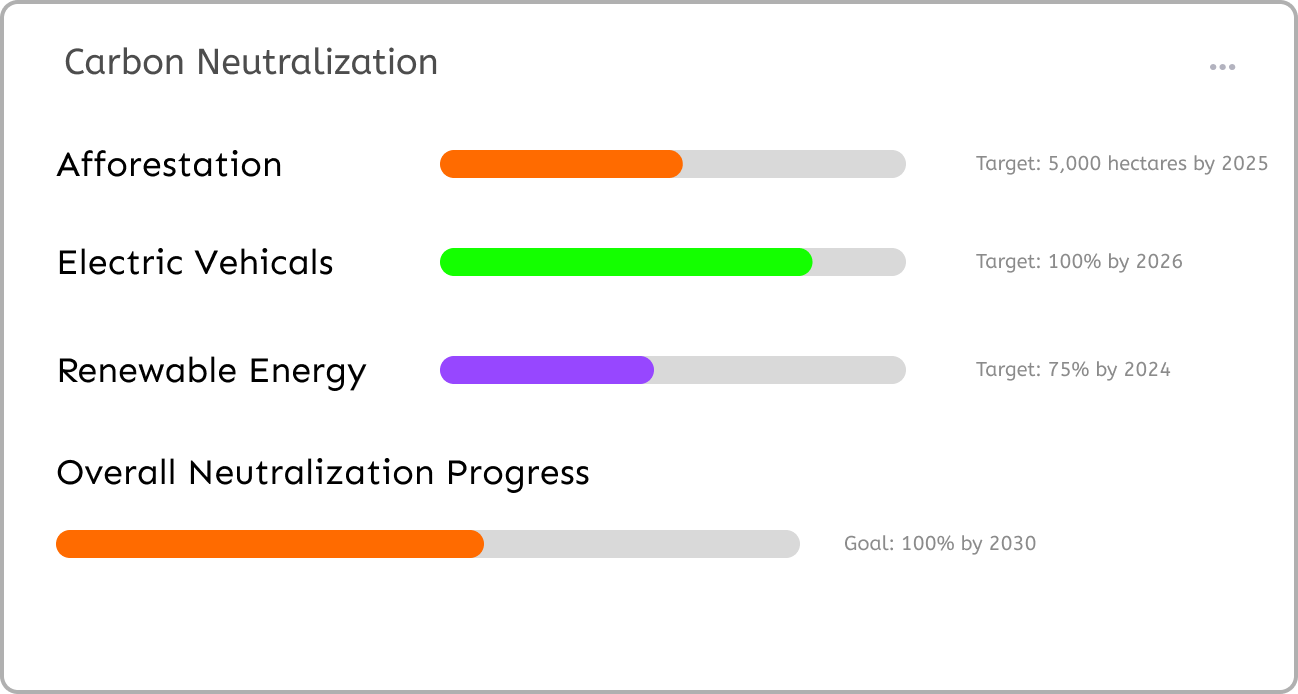 Carbon Neutralization
Afforestation
Target: 5,000 hectares by 2025
Electric Vehicals
Target: 100% by 2026
Renewable Energy
Target: 75% by 2024
Overall Neutralization Progress
Goal: 100% by 2030